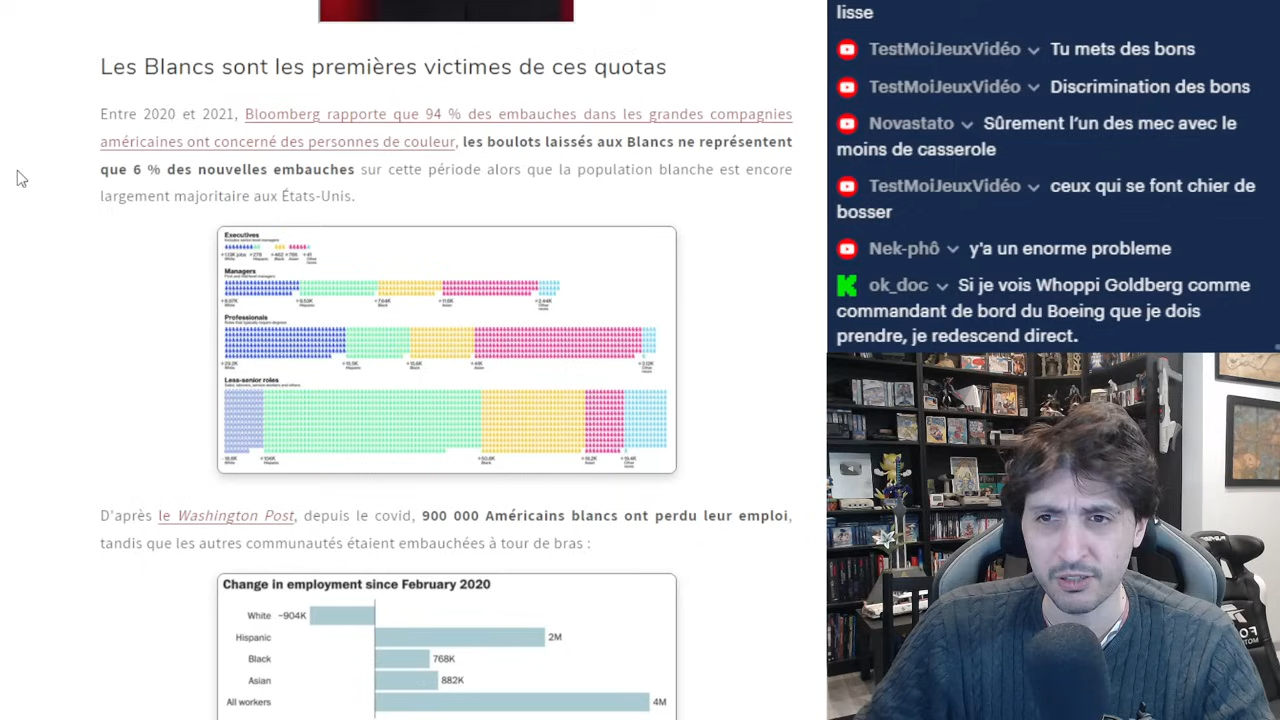 Les Blancs sont les premières victimes de ces quotas
Entre 2020 et 2021, Bloomberg rapporte que 94 % des embauches dans les grandes compagnies
américaines ont concerné des personnes de couleur, les boulots laissés aux Blancs ne représentent
que 6 % des nouvelles embauches sur cette période alors que la population blanche est encore
largement majoritaire aux États-Unis.
Executives
Managers
Professionals
Less-senior roles
D'après le Washington Post, depuis le covid, 900 000 Américains blancs ont perdu leur emploi,
tandis que les autres communautés étaient embauchées à tour de bras :
Change in employment since February 2020
White -904K
Hispanic 2M
Black 768K
Asian 882K
All workers 4M
lisse
TestMoiJeuxVidéo Tu mets des bons
TestMoiJeuxVidéo Discrimination des bons
Novastato Sûrement l’un des mec avec le
moins de casserole
TestMoiJeuxVidéo ceux qui se font chier de
bosser
Nek-phô y'a un enorme probleme
ok_doc Si je vois Whoppi Goldberg comme
commandant de bord du Boeing que je dois
prendre, je redescend direct.